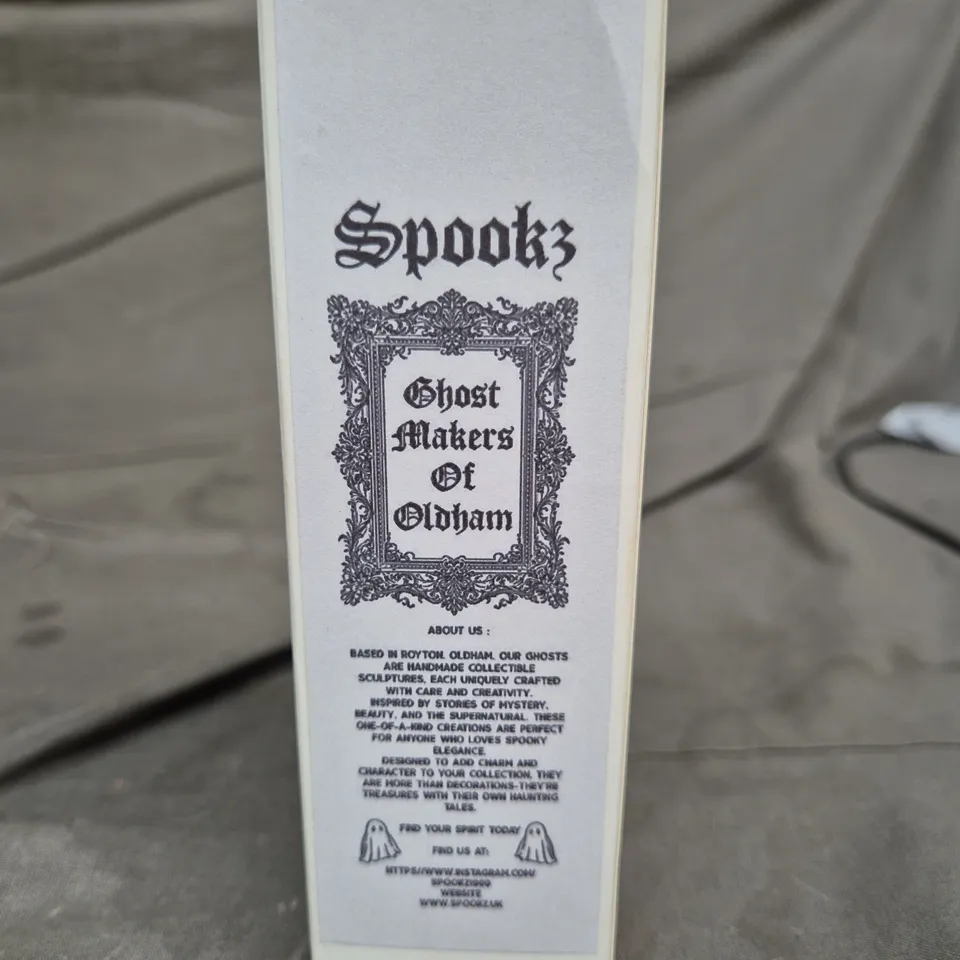 Spookz
Ghost
Makers
Of
Oldham
ABOUT US :
BASED IN ROYTON, OLDHAM, OUR GHOSTS
ARE HANDMADE COLLECTIBLE
SCULPTURES, EACH UNIQUELY CRAFTED
WITH CARE AND CREATIVITY.
INSPIRED BY STORIES OF MYSTERY,
BEAUTY, AND THE SUPERNATURAL, THESE
ONE-OF-A-KIND CREATIONS ARE PERFECT
FOR ANYONE WHO LOVES SPOOKY
ELEGANCE.
DESIGNED TO ADD CHARM AND
CHARACTER TO YOUR COLLECTION, THEY
ARE MORE THAN DECORATIONS-THEY'RE
TREASURES WITH THEIR OWN HAUNTING
TALES.
FIND YOUR SPIRIT TODAY
FIND US AT:
HTTPS//WWW.INSTAGRAM.COM/
WEBSITE
WWW.SPOOKZ.UK